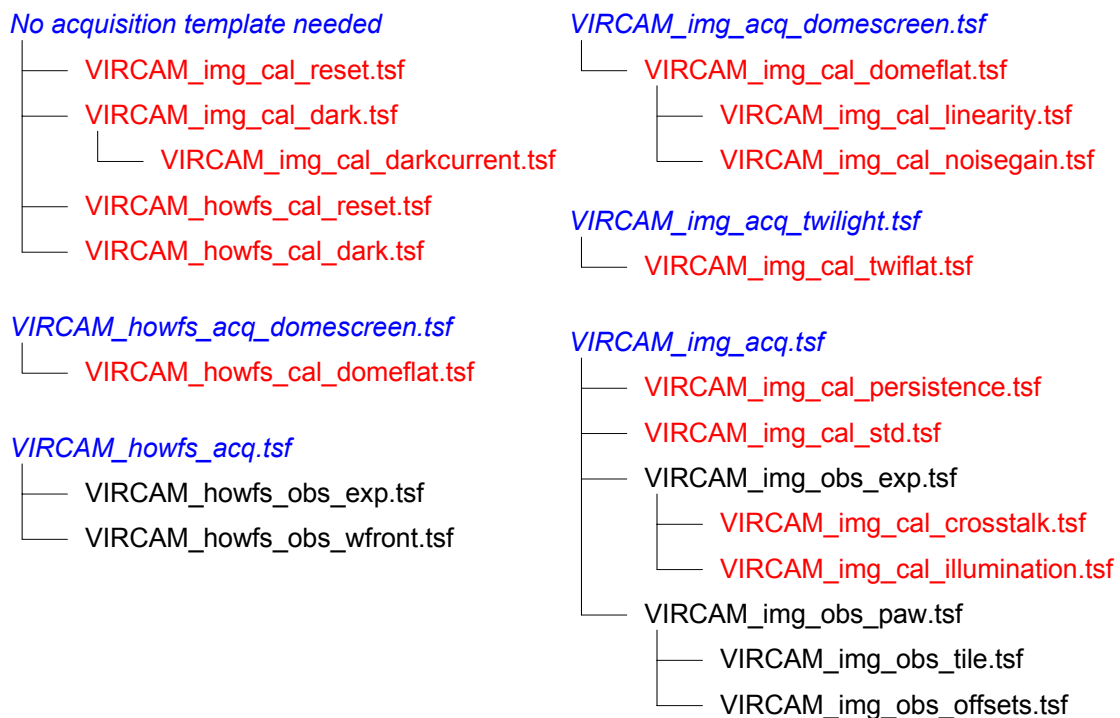 No acquisition template needed
VIRCAM_img_cal_reset.tsf
VIRCAM_img_cal_dark.tsf
VIRCAM_img_cal_darkcurrent.tsf
VIRCAM_howfs_cal_reset.tsf
VIRCAM_howfs_cal_dark.tsf
VIRCAM_howfs_acq_domescreen.tsf
VIRCAM_howfs_cal_domeflat.tsf
VIRCAM_howfs_acq.tsf
VIRCAM_howfs_obs_exp.tsf
VIRCAM_howfs_obs_wfront.tsf
VIRCAM_img_acq_domescreen.tsf
VIRCAM_img_cal_domeflat.tsf
VIRCAM_img_cal_linearity.tsf
VIRCAM_img_cal_noisegain.tsf
VIRCAM_img_acq_twilight.tsf
VIRCAM_img_cal_twiflat.tsf
VIRCAM_img_acq.tsf
VIRCAM_img_cal_persistence.tsf
VIRCAM_img_cal_std.tsf
VIRCAM_img_obs_exp.tsf
VIRCAM_img_cal_crosstalk.tsf
VIRCAM_img_cal_illumination.tsf
VIRCAM_img_obs_paw.tsf
VIRCAM_img_obs_tile.tsf
VIRCAM_img_obs_offsets.tsf